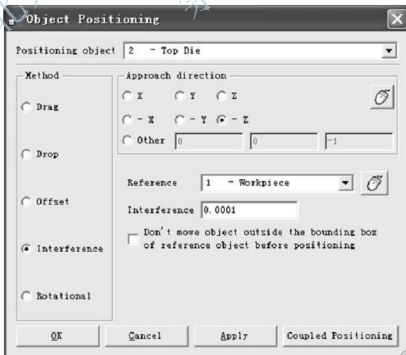 Object Positioning
Positioning object 2 - Top Die
Method
Drag
Drop
Offset
Interference
Rotational
Approach direction
X Y Z
- X - Y - Z
Other 0 0 -1
Reference 1 - Workpiece
Interference 0.0001
Don't move object outside the bounding box
of reference object before positioning
OK Cancel Apply Coupled Positioning